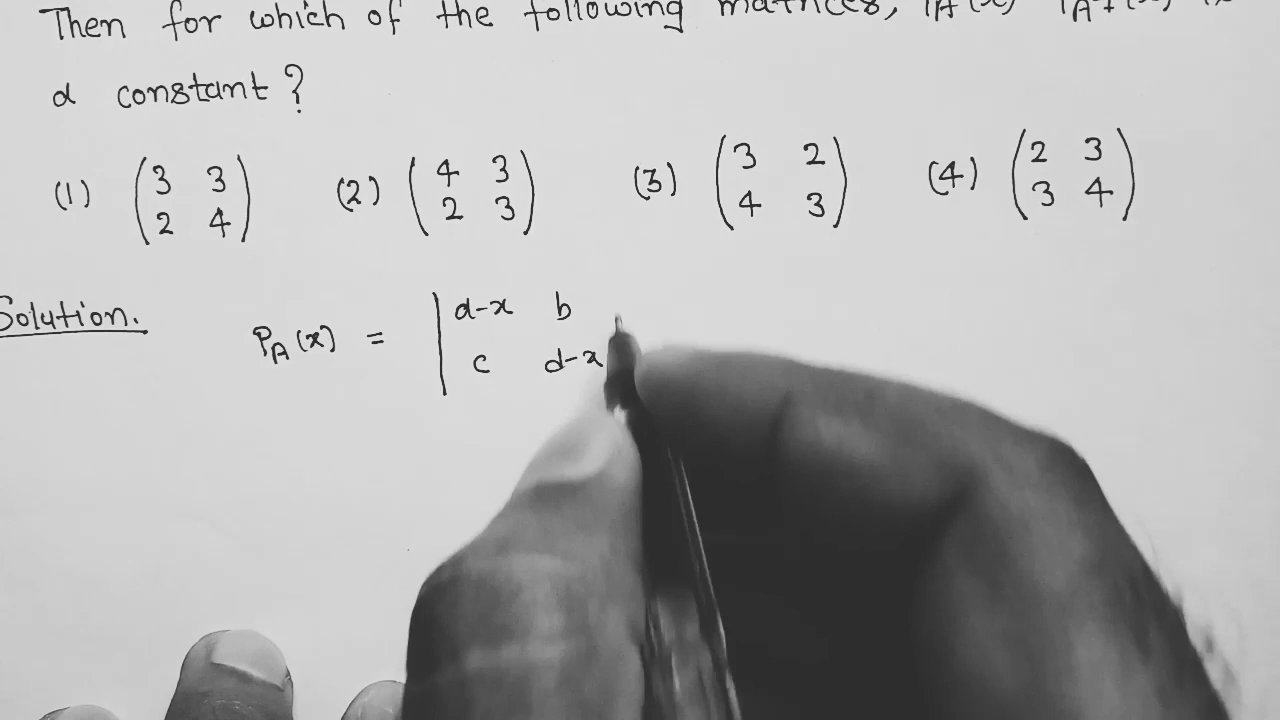 Then for which of the following matrices,
a constant?
(1) (3 3 (2) (4 3 (3) (3 2 (4) (2 3
2 4) 2 3) 4 3) 3 4)
Solution. P_A(x) = | a-x b
c d-x